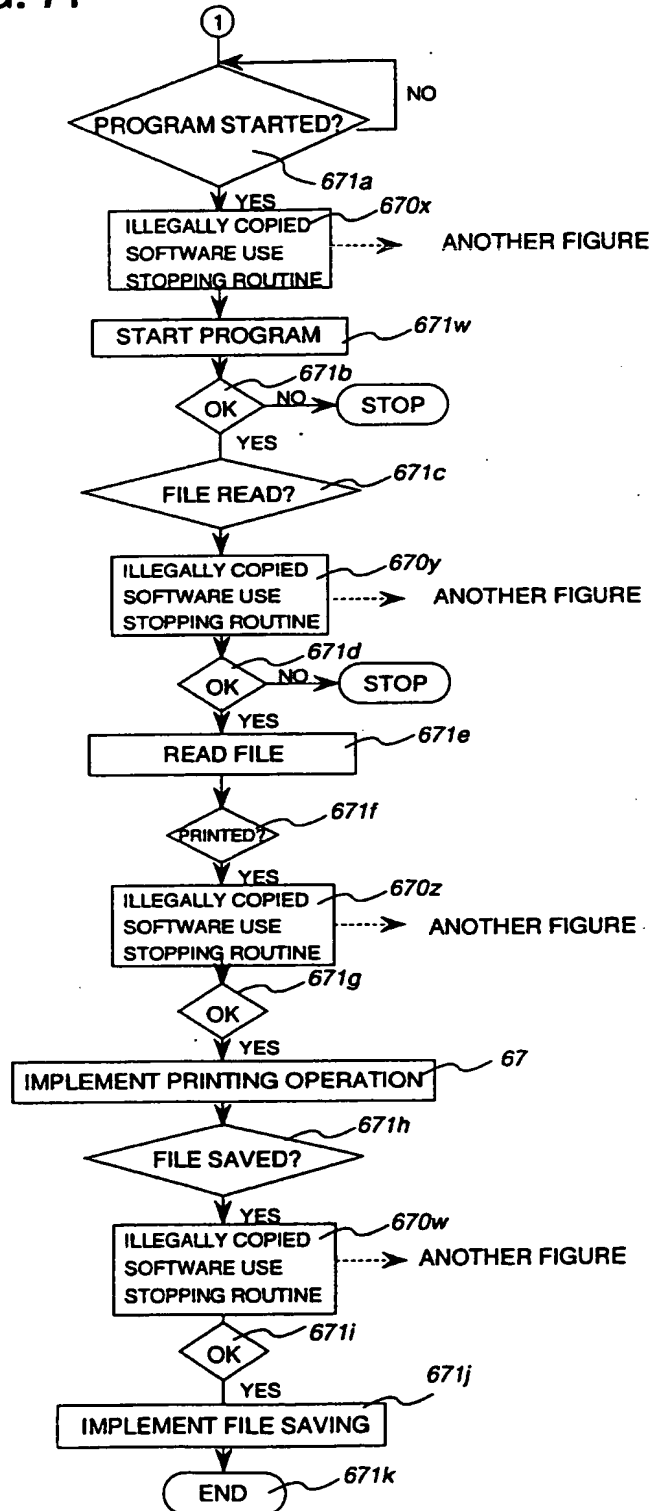 1
NO
PROGRAM STARTED?
671a
YES
670x
ILLEGALLY COPIED
SOFTWARE USE
STOPPING ROUTINE
ANOTHER FIGURE
START PROGRAM
671w
671b
OK
NO
STOP
YES
671c
FILE READ?
ILLEGALLY COPIED
SOFTWARE USE
STOPPING ROUTINE
670y
ANOTHER FIGURE
671d
OK
NO
STOP
YES
READ FILE
671e
671f
PRINTED?
YES
670z
ILLEGALLY COPIED
SOFTWARE USE
STOPPING ROUTINE
ANOTHER FIGURE
671g
OK
YES
67
IMPLEMENT PRINTING OPERATION
671h
FILE SAVED?
YES
670w
ILLEGALLY COPIED
SOFTWARE USE
STOPPING ROUTINE
ANOTHER FIGURE
671i
OK
YES
671j
IMPLEMENT FILE SAVING
671k
END